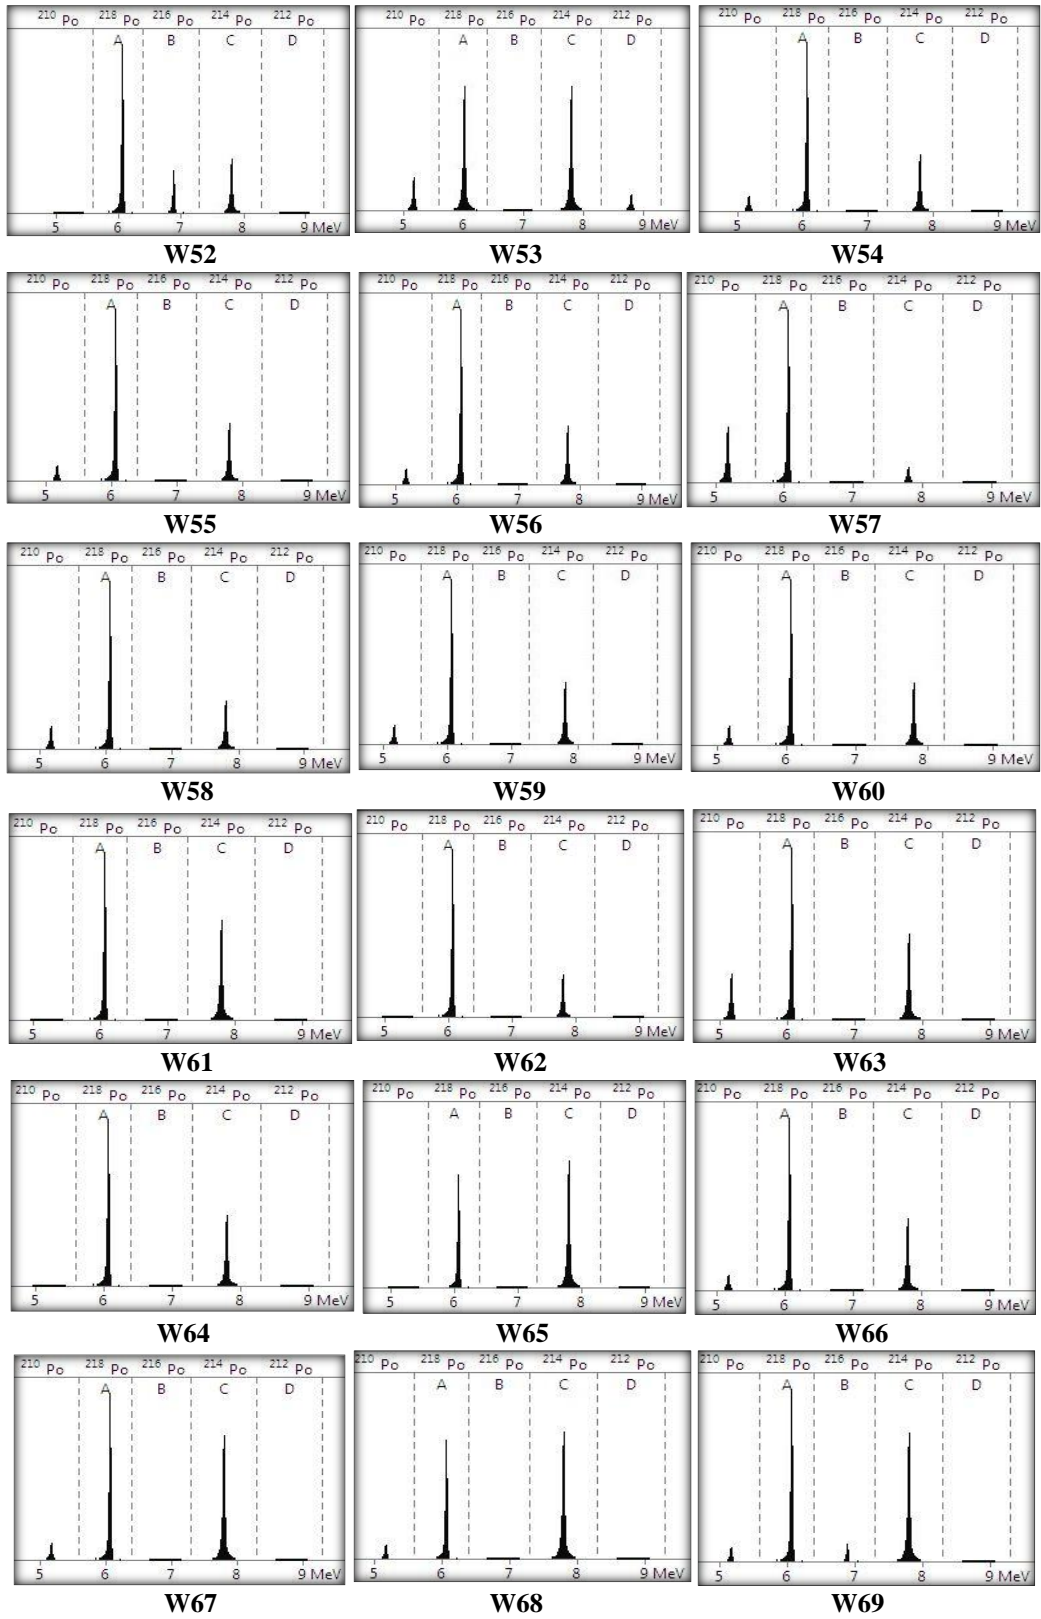 210 Po 218 Po 216 Po 214 Po 212 Po
A B C D
5 6 7 8 9 MeV
W52
210 Po 218 Po 216 Po 214 Po 212 Po
A B C D
5 6 7 8 9 MeV
W53
210 Po 218 Po 216 Po 214 Po 212 Po
A B C D
5 6 7 8 9 MeV
W54
210 Po 218 Po 216 Po 214 Po 212 Po
A B C D
5 6 7 8 9 MeV
W55
210 Po 218 Po 216 Po 214 Po 212 Po
A B C D
5 6 7 8 9 MeV
W56
210 Po 218 Po 216 Po 214 Po 212 Po
A B C D
5 6 7 8 9 MeV
W57
210 Po 218 Po 216 Po 214 Po 212 Po
A B C D
5 6 7 8 9 MeV
W58
210 Po 218 Po 216 Po 214 Po 212 Po
A B C D
5 6 7 8 9 MeV
W59
210 Po 218 Po 216 Po 214 Po 212 Po
A B C D
5 6 7 8 9 MeV
W60
210 Po 218 Po 216 Po 214 Po 212 Po
A B C D
5 6 7 8 9 MeV
W61
210 Po 218 Po 216 Po 214 Po 212 Po
A B C D
5 6 7 8 9 MeV
W62
210 Po 218 Po 216 Po 214 Po 212 Po
A B C D
5 6 7 8 9 MeV
W63
210 Po 218 Po 216 Po 214 Po 212 Po
A B C D
5 6 7 8 9 MeV
W64
210 Po 218 Po 216 Po 214 Po 212 Po
A B C D
5 6 7 8 9 MeV
W65
210 Po 218 Po 216 Po 214 Po 212 Po
A B C D
5 6 7 8 9 MeV
W66
210 Po 218 Po 216 Po 214 Po 212 Po
A B C D
5 6 7 8 9 MeV
W67
210 Po 218 Po 216 Po 214 Po 212 Po
A B C D
5 6 7 8 9 MeV
W68
210 Po 218 Po 216 Po 214 Po 212 Po
A B C D
5 6 7 8 9 MeV
W69